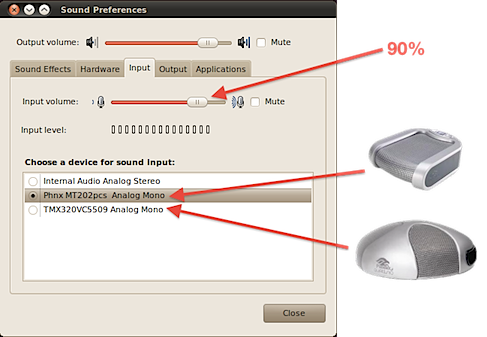 Sound Preferences
Output volume: Mute
Sound Effects Hardware Input Output Applications
90%
Input volume: Mute
Input level:
Choose a device for sound input:
Internal Audio Analog Stereo
Phnx MT202pcs Analog Mono
TMX320VC5509 Analog Mono
Close